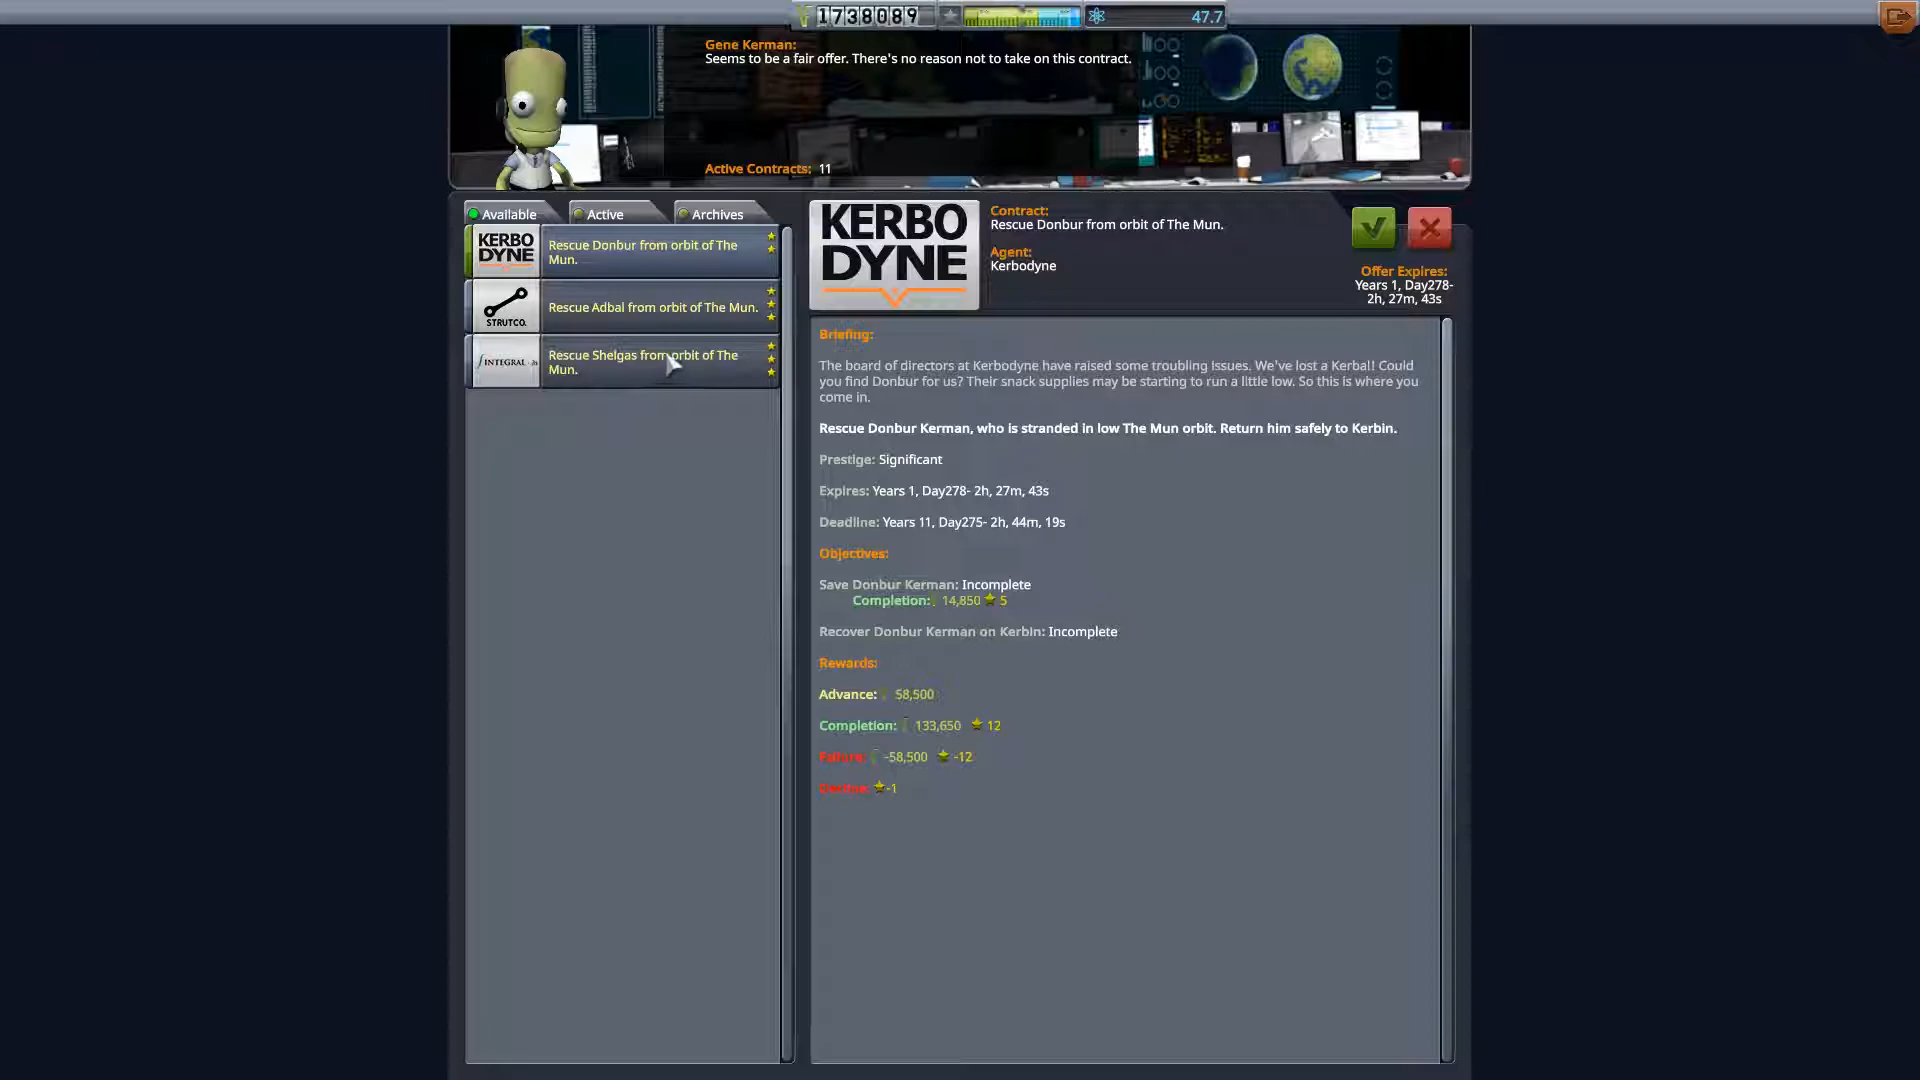 1738089
47.7
Gene Kerman:
Seems to be a fair offer. There's no reason not to take on this contract.
Active Contracts: 11
Available
Active
Archives
KERBO
DYNE
Rescue Donbur from orbit of The
Mun.
STRUTCO.
Rescue Adbal from orbit of The Mun.
INTEGRAL
Rescue Shelgas from orbit of The
Mun.
KERBO
DYNE
Contract:
Rescue Donbur from orbit of The Mun.
Agent:
Kerbodyne
Offer Expires:
Years 1, Day278-
2h, 27m, 43s
Briefing:
The board of directors at Kerbodyne have raised some troubling issues. We've lost a Kerbal! Could
you find Donbur for us? Their snack supplies may be starting to run a little low. So this is where you
come in.
Rescue Donbur Kerman, who is stranded in low The Mun orbit. Return him safely to Kerbin.
Prestige: Significant
Expires: Years 1, Day278- 2h, 27m, 43s
Deadline: Years 11, Day275- 2h, 44m, 19s
Objectives:
Save Donbur Kerman: Incomplete
Completion: 14,850 5
Recover Donbur Kerman on Kerbin: Incomplete
Rewards:
Advance: 58,500
Completion: 133,650 12
Failure: -58,500 -12
Decline: -1